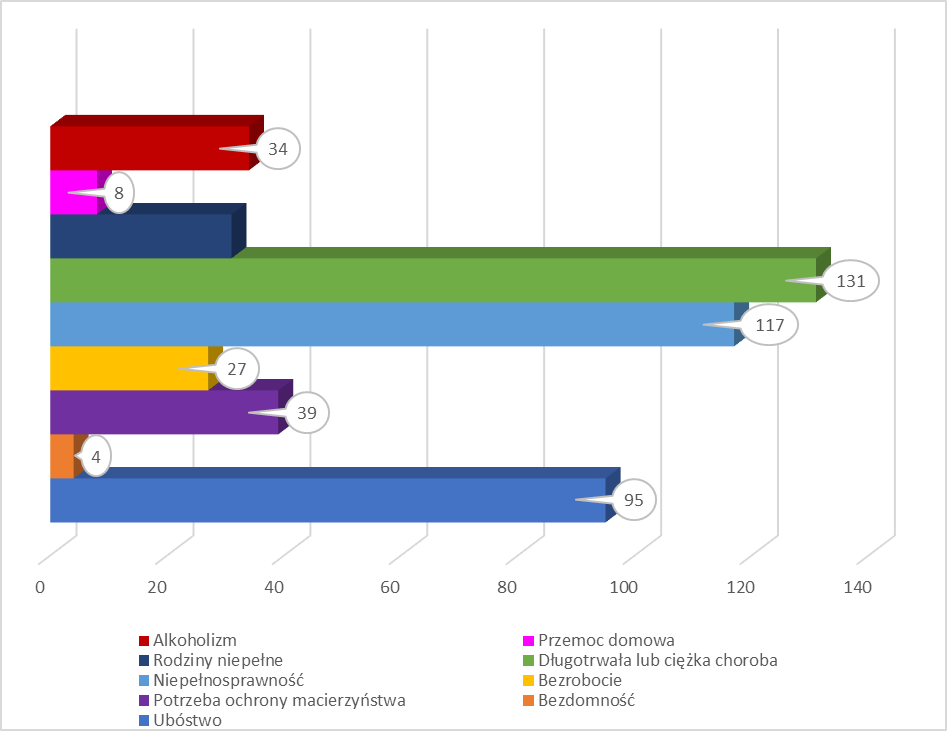 34
8
131
117
27
39
4
95
0 20 40 60 80 100 120 140
Alkoholizm Przemoc domowa
Rodziny niepełne Długotrwała lub ciężka choroba
Niepełnosprawność Bezrobocie
Potrzeba ochrony macierzyństwa Bezdomność
Ubóstwo